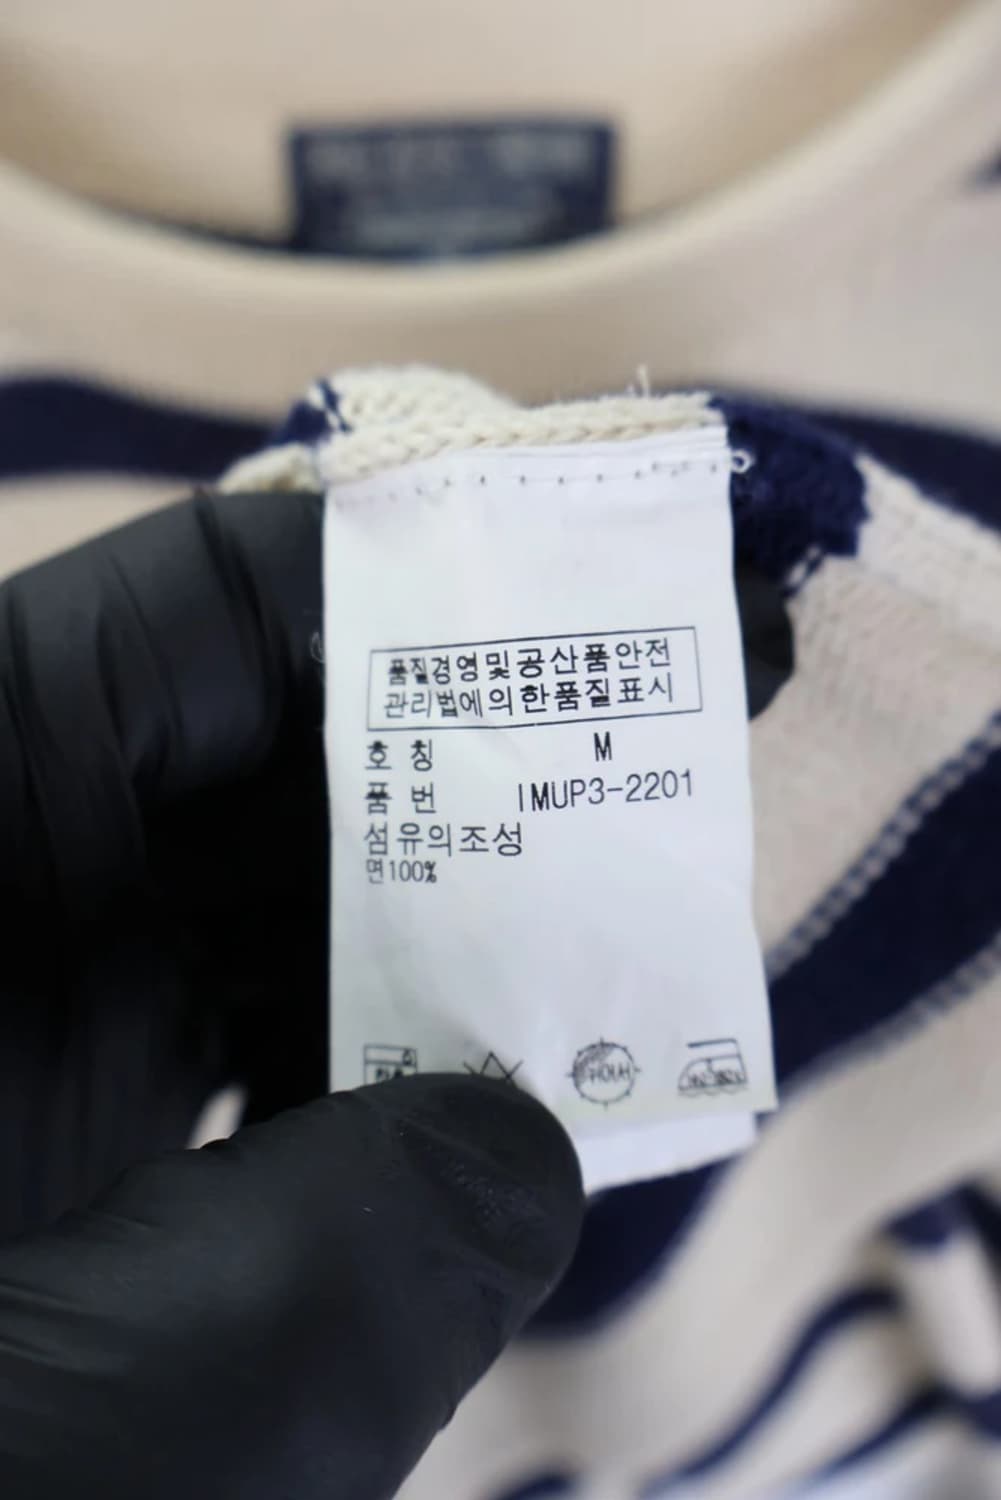 품질경영및공산품안전
관리법에의한품질표시
호 칭 M
품 번 IMUP3-2201
섬유의조성
면100%